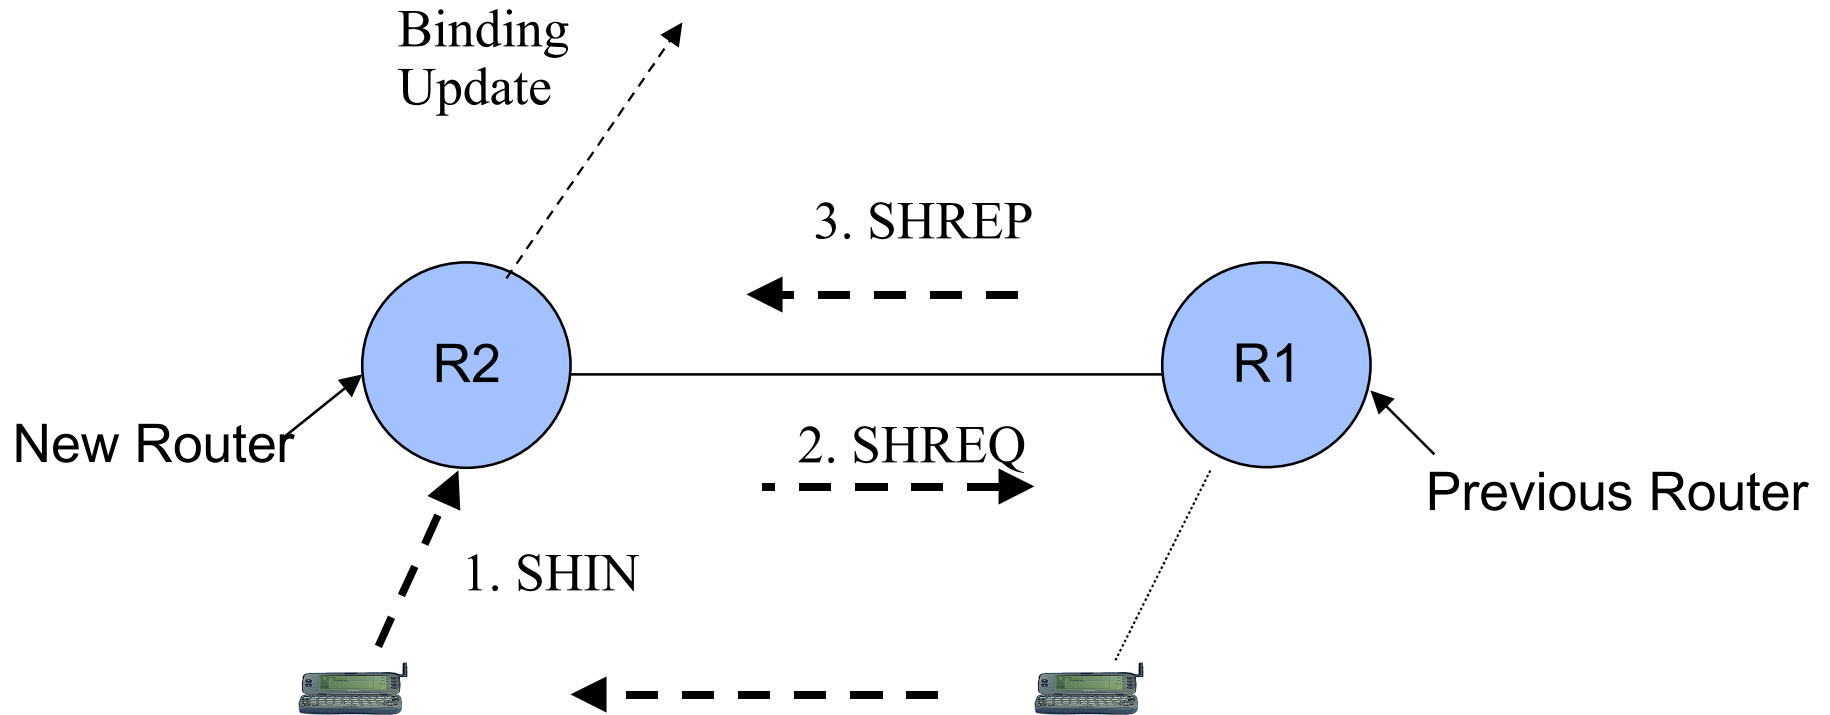 Binding
Update
3. SHREP
R2
R1
New Router
2. SHREQ
Previous Router
1. SHIN